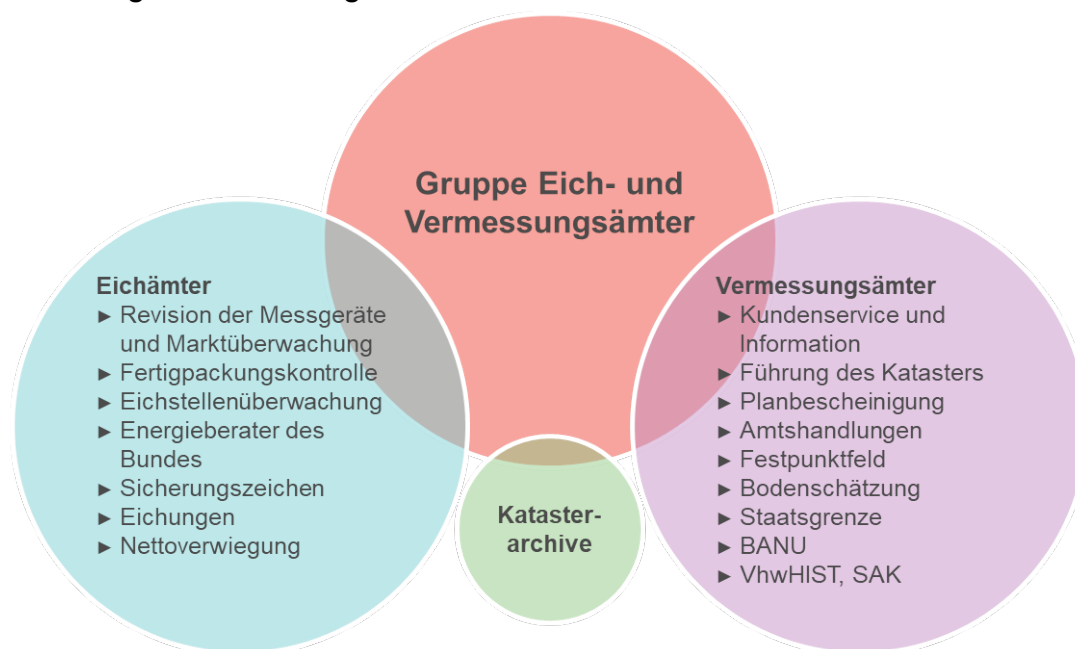 Gruppe Eich- und
Vermessungsämter
Eichämter
► Revision der Messgeräte
und Marktüberwachung
► Fertigpackungskontrolle
► Eichstellenüberwachung
► Energieberater des
Bundes
► Sicherungszeichen
► Eichungen
► Nettoverwiegung
Kataster-
archive
Vermessungsämter
► Kundenservice und
Information
► Führung des Katasters
► Planbescheinigung
► Amtshandlungen
► Festpunktfeld
► Bodenschätzung
► Staatsgrenze
► BANU
► VhwHIST, SAK